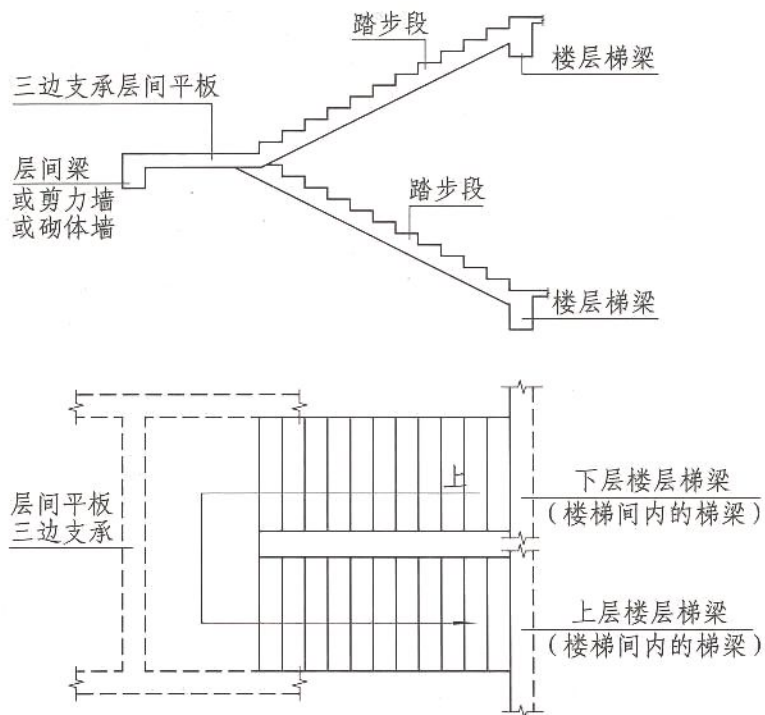 踏步段
楼层梯梁
三边支承层间平板
层间梁
或剪力墙
或砌体墙
踏步段
楼层梯梁
上
层间平板
三边支承
下层楼层梯梁
(楼梯间内的梯梁)
上层楼层梯梁
(楼梯间内的梯梁)